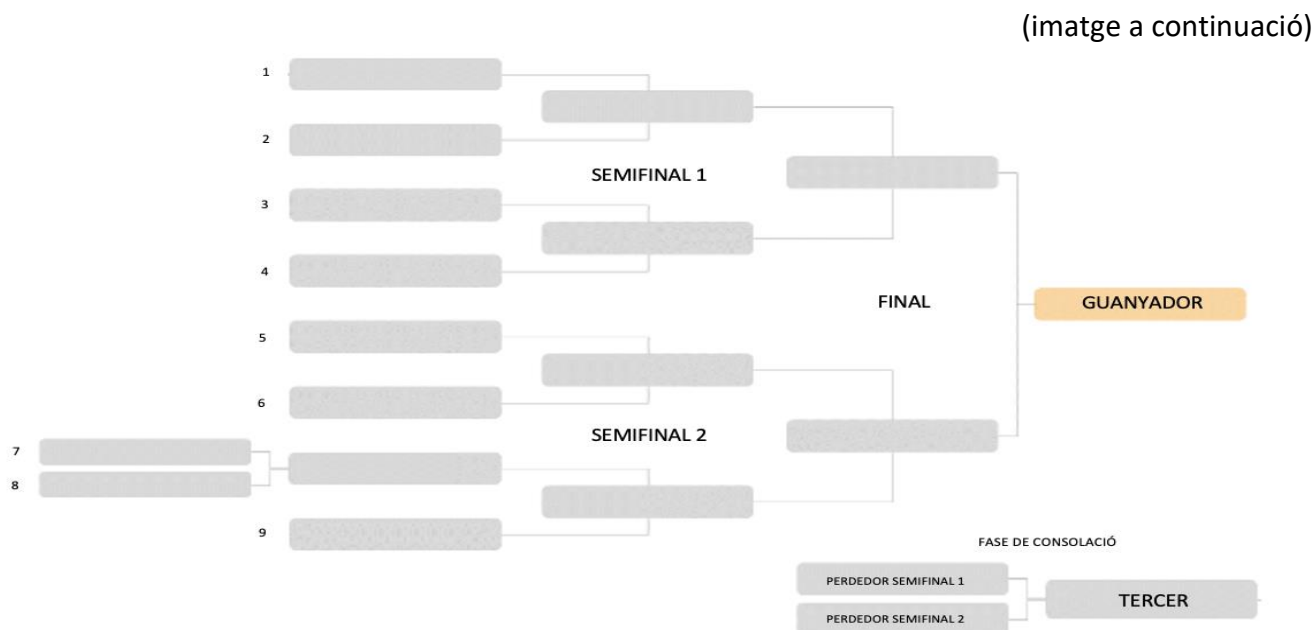 (imatge a continuació)
1
2
SEMIFINAL 1
3
4
FINAL
GUANYADOR
5
6
SEMIFINAL 2
7
8
9
FASE DE CONSOLACIÓ
PERDEDOR SEMIFINAL 1
TERCER
PERDEDOR SEMIFINAL 2